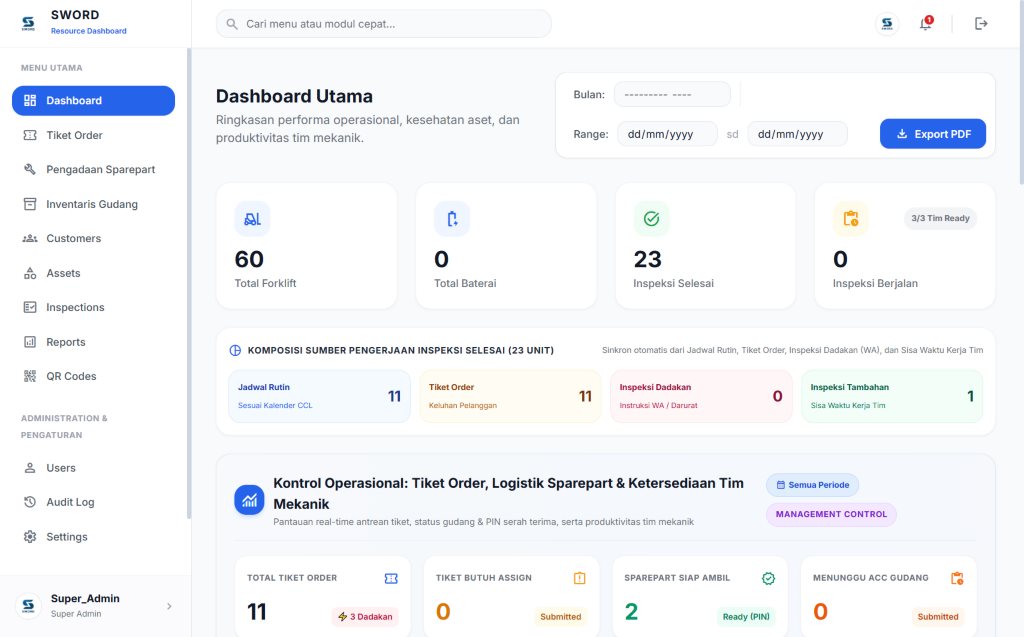 SWORD
Resource Dashboard
MENU UTAMA
Dashboard
Tiket Order
Pengadaan Sparepart
Inventaris Gudang
Customers
Assets
Inspections
Reports
QR Codes
ADMINISTRATION &
PENGATURAN
Users
Audit Log
Settings
Super_Admin
Super Admin
Cari menu atau modul cepat...
1
Dashboard Utama
Ringkasan performa operasional, kesehatan aset, dan
produktivitas tim mekanik.
Bulan: --------- ----
Range: dd/mm/yyyy sd dd/mm/yyyy
Export PDF
60
Total Forklift
0
Total Baterai
23
Inspeksi Selesai
3/3 Tim Ready
0
Inspeksi Berjalan
KOMPOSISI SUMBER PENGERJAAN INSPEKSI SELESAI (23 UNIT)
Sinkron otomatis dari Jadwal Rutin, Tiket Order, Inspeksi Dadakan (WA), dan Sisa Waktu Kerja Tim
Jadwal Rutin
Sesuai Kalender CCL
11
Tiket Order
Keluhan Pelanggan
11
Inspeksi Dadakan
Instruksi WA / Darurat
0
Inspeksi Tambahan
Sisa Waktu Kerja Tim
1
Kontrol Operasional: Tiket Order, Logistik Sparepart & Ketersediaan Tim
Mekanik
Pantauan real-time antrean tiket, status gudang & PIN serah terima, serta produktivitas tim mekanik
Semua Periode
MANAGEMENT CONTROL
TOTAL TIKET ORDER
11
3 Dadakan
TIKET BUTUH ASSIGN
0
Submitted
SPAREPART SIAP AMBIL
2
Ready (PIN)
MENUNGGU ACC GUDANG
0
Submitted